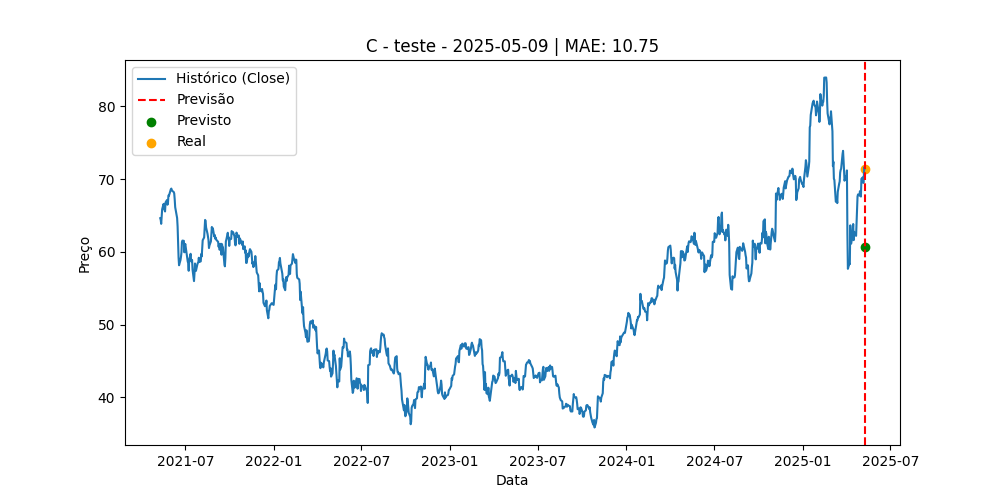 C - teste - 2025-05-09 | MAE: 10.75
Histórico (Close)
Previsão
Previsto
Real
Preço
80
70
60
50
40
2021-07
2022-01
2022-07
2023-01
2023-07
2024-01
2024-07
2025-01
2025-07
Data